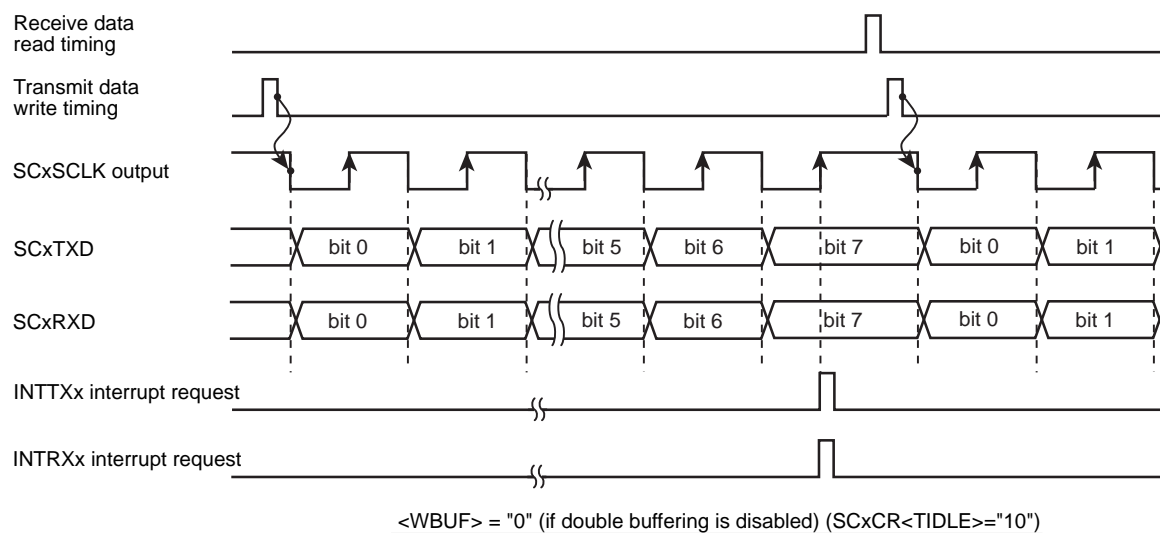 Receive data
read timing
Transmit data
write timing
SCxSCLK output
SCxTXD
bit 0
bit 1
bit 5
bit 6
bit 7
bit 0
bit 1
SCxRXD
bit 0
bit 1
bit 5
bit 6
bit 7
bit 0
bit 1
INTTXx interrupt request
INTRXx interrupt request
<WBUF> = "0" (if double buffering is disabled) (SCxCR<TIDLE>="10")